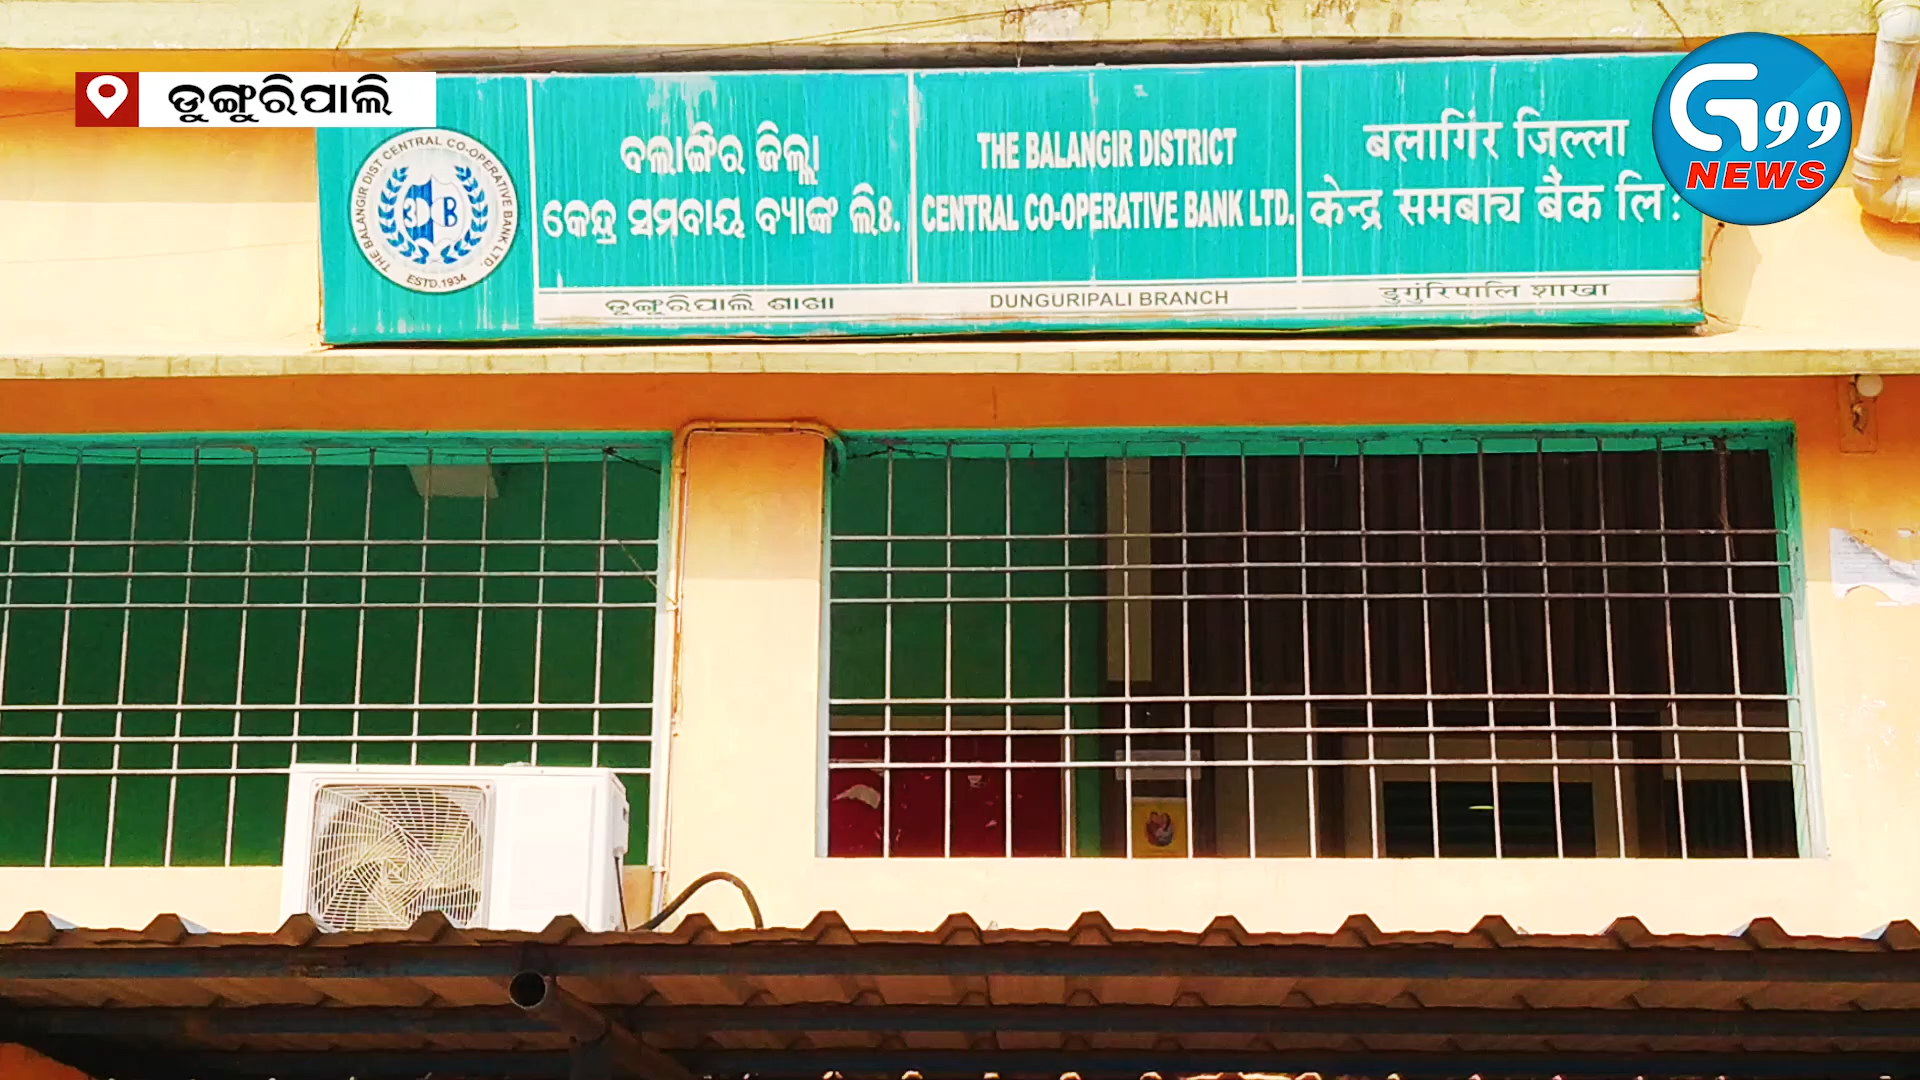 ଡୁଙ୍ଗୁରିପାଲି
G99
NEWS
THE BALANGIR DIST CENTRAL CO-OPERATIVE BANK LTD.
ESTD.1934
ବଲାଙ୍ଗିର ଜିଲ୍ଲା
କେନ୍ଦ୍ର ସମବାୟ ବ୍ୟାଙ୍କ ଲିଃ.
ଡୁଙ୍ଗୁରିପାଲି ଶାଖା
THE BALANGIR DISTRICT
CENTRAL CO-OPERATIVE BANK LTD.
DUNGURIPALI BRANCH
बलागिंर जिल्ला
केन्द्र समबाय बैंक लि:
डुगुंरिपालि शाखा